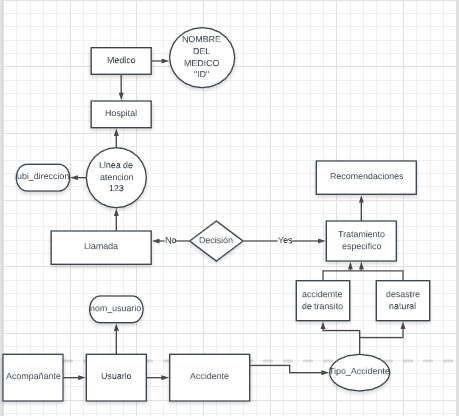 NOMBRE
DEL
MEDICO
"ID"
Medico
Hospital
Línea de
atencion
123
ubi_direccion
Recomendaciones
Llamada
No
Decisión
Yes
Tratamiento
especifico
nom_usuario
accidemte
de transito
desastre
natural
Acompañante
Usuario
Accidente
Tipo_Accidente